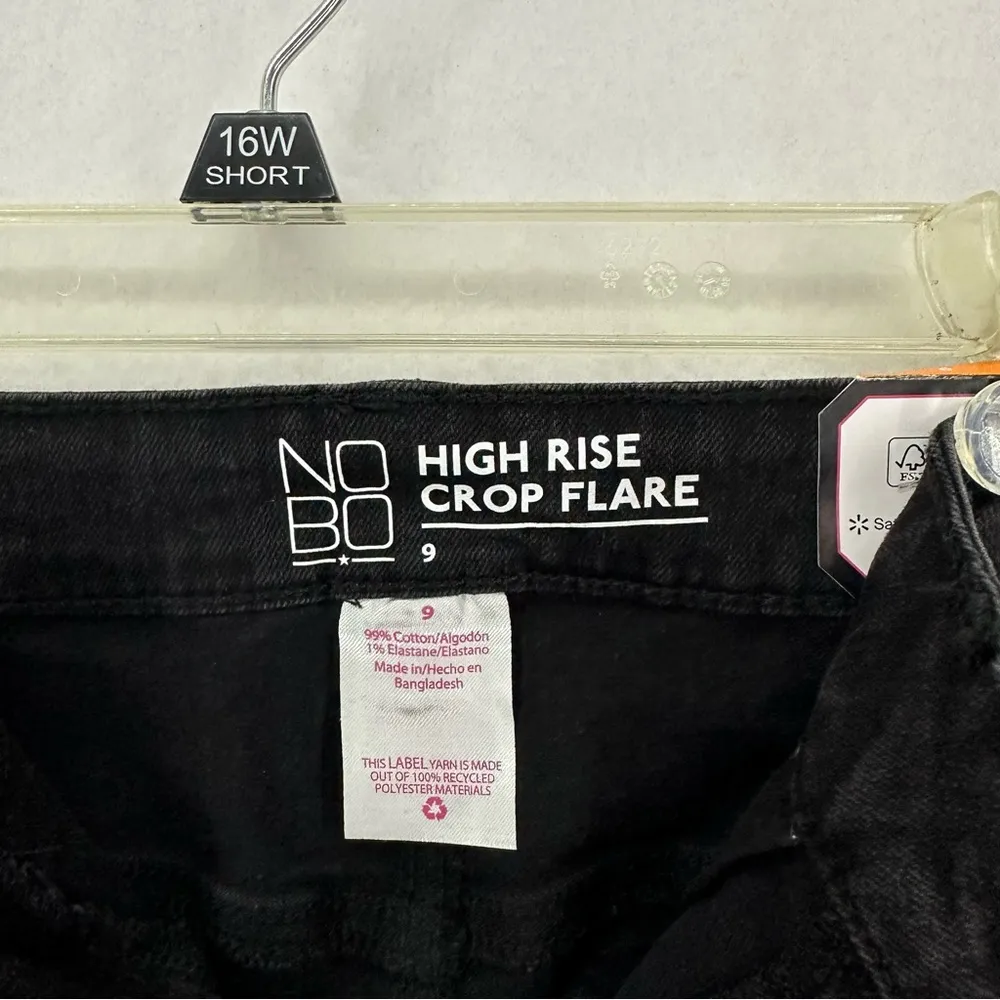 16W
SHORT
NO
BO
HIGH RISE
CROP FLARE
9
9
99% Cotton/Algodón
1% Elastane/Elastano
Made in/Hecho en
Bangladesh
THIS LABEL YARN IS MADE
OUT OF 100% RECYCLED
POLYESTER MATERIALS